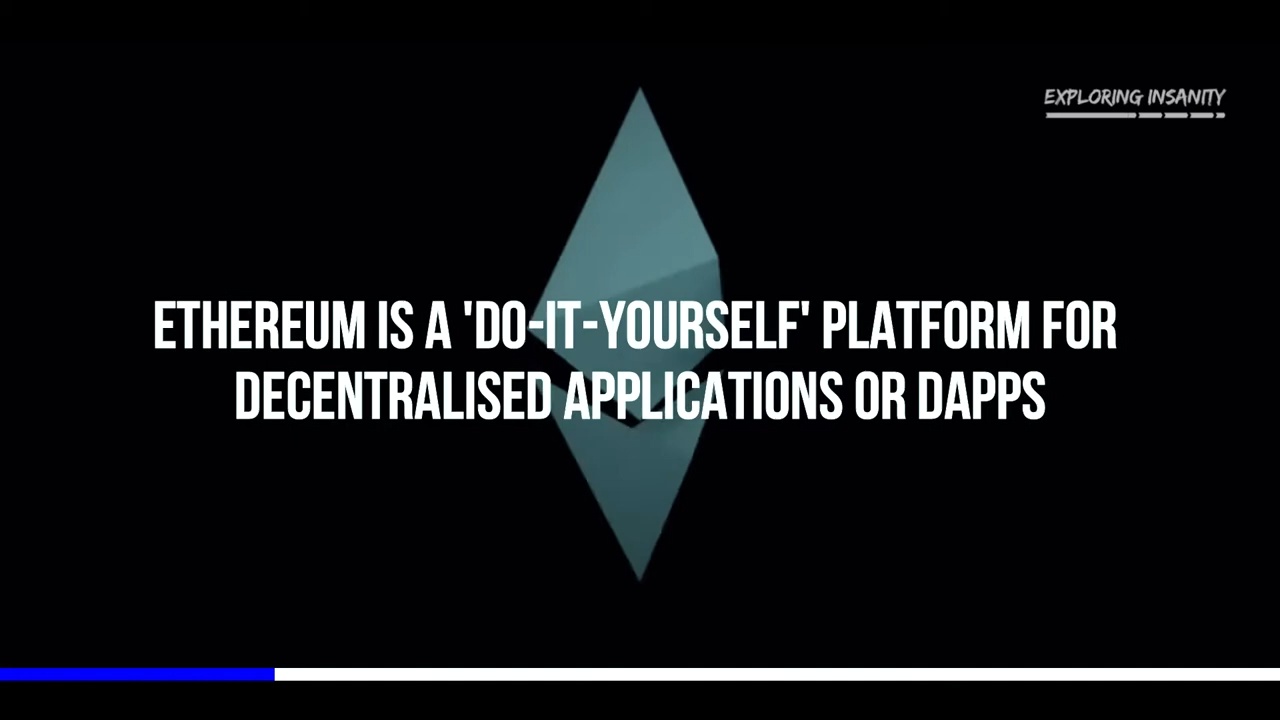 EXPLORING INSANITY
ETHEREUM IS A 'DO-IT-YOURSELF' PLATFORM FOR
DECENTRALISED APPLICATIONS OR DAPPS